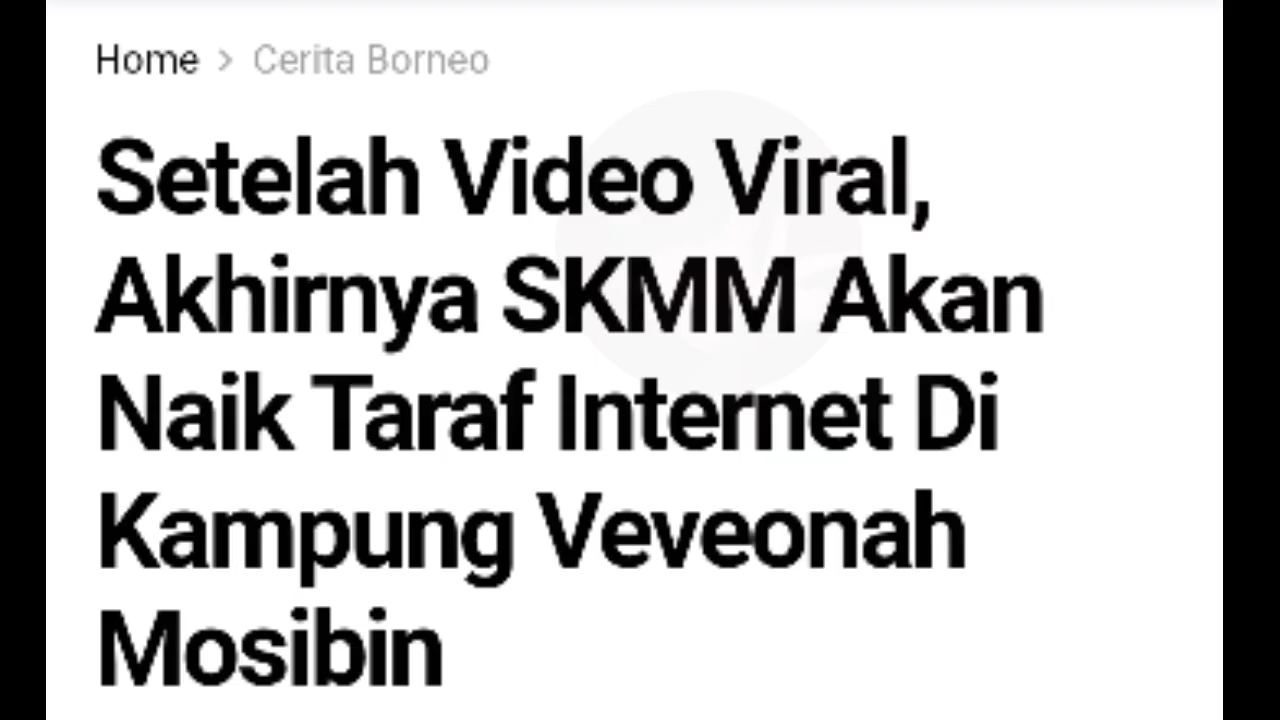 Home > Cerita Borneo
Setelah Video Viral,
Akhirnya SKMM Akan
Naik Taraf Internet Di
Kampung Veveonah
Mosibin